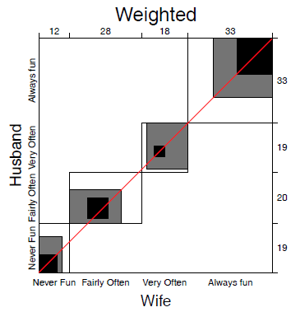 Weighted
12 28 18 33
Always fun
33
Very Often
19
Husband
Fairly Often
20
Never Fun
19
Never Fun Fairly Often Very Often Always fun
Wife